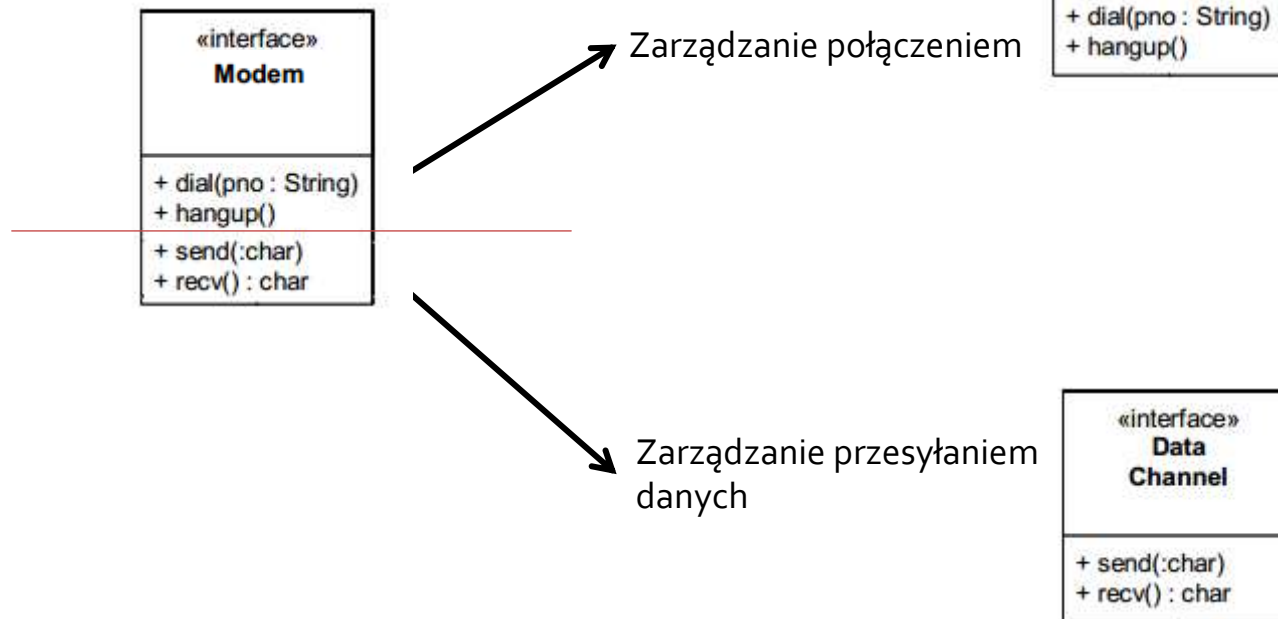 «interface»
Modem
+ dial(pno : String)
+ hangup()
+ send(:char)
+ recv() : char
Zarządzanie połączeniem
+ dial(pno : String)
+ hangup()
Zarządzanie przesyłaniem
danych
«interface»
Data
Channel
+ send(:char)
+ recv() : char